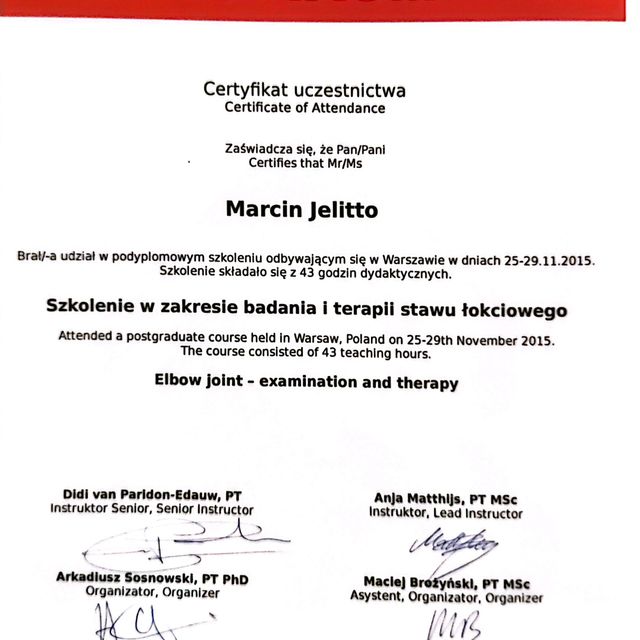 Certyfikat uczestnictwa
Certificate of Attendance
Zaświadcza się, że Pan/Pani
Certifies that Mr/Ms
Marcin Jelitto
Brał/-a udział w podyplomowym szkoleniu odbywającym się w Warszawie w dniach 25-29.11.2015.
Szkolenie składało się z 43 godzin dydaktycznych.
Szkolenie w zakresie badania i terapii stawu łokciowego
Attended a postgraduate course held in Warsaw, Poland on 25-29th November 2015.
The course consisted of 43 teaching hours.
Elbow joint – examination and therapy
Didi van Paridon-Edauw, PT
Instruktor Senior, Senior Instructor
Anja Matthijs, PT MSc
Instruktor, Lead Instructor
Arkadiusz Sosnowski, PT PhD
Organizator, Organizer
Maciej Brożyński, PT MSc
Asystent, Organizator, Organizer